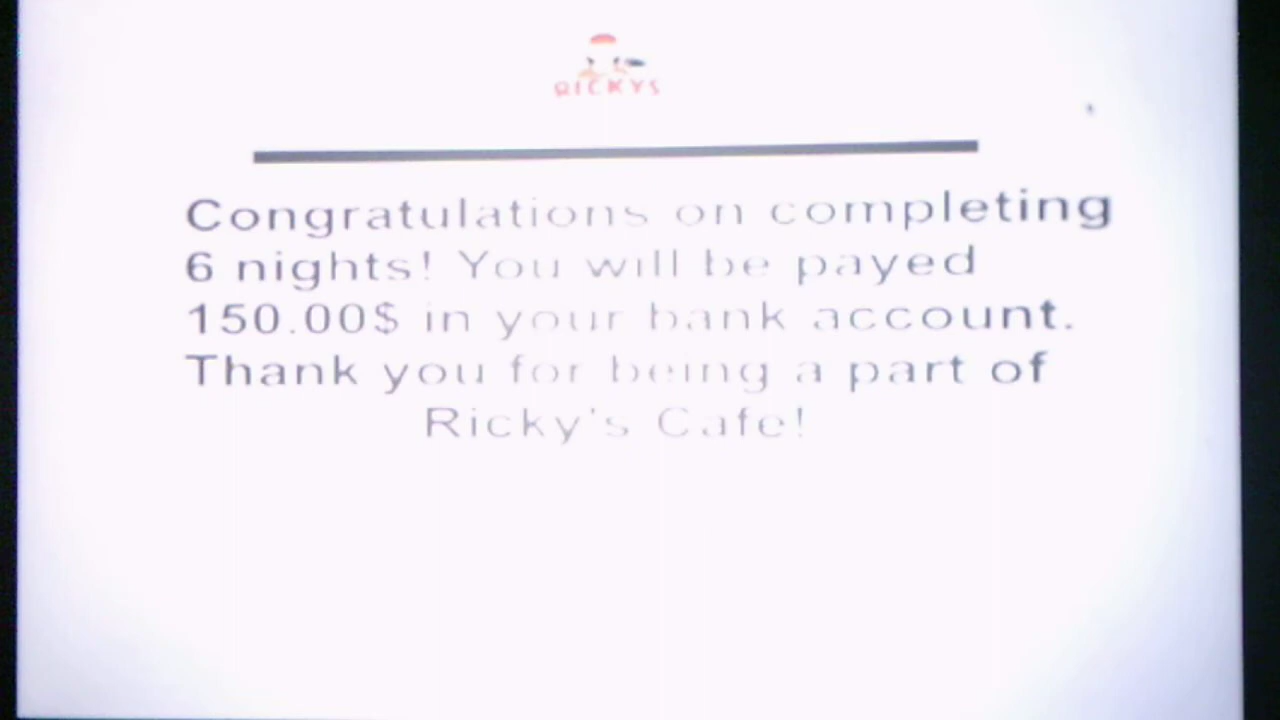 RICKYS
Congratulations on completing
6 nights! You will be payed
150.00$ in your bank account.
Thank you for being a part of
Ricky's Cafe!